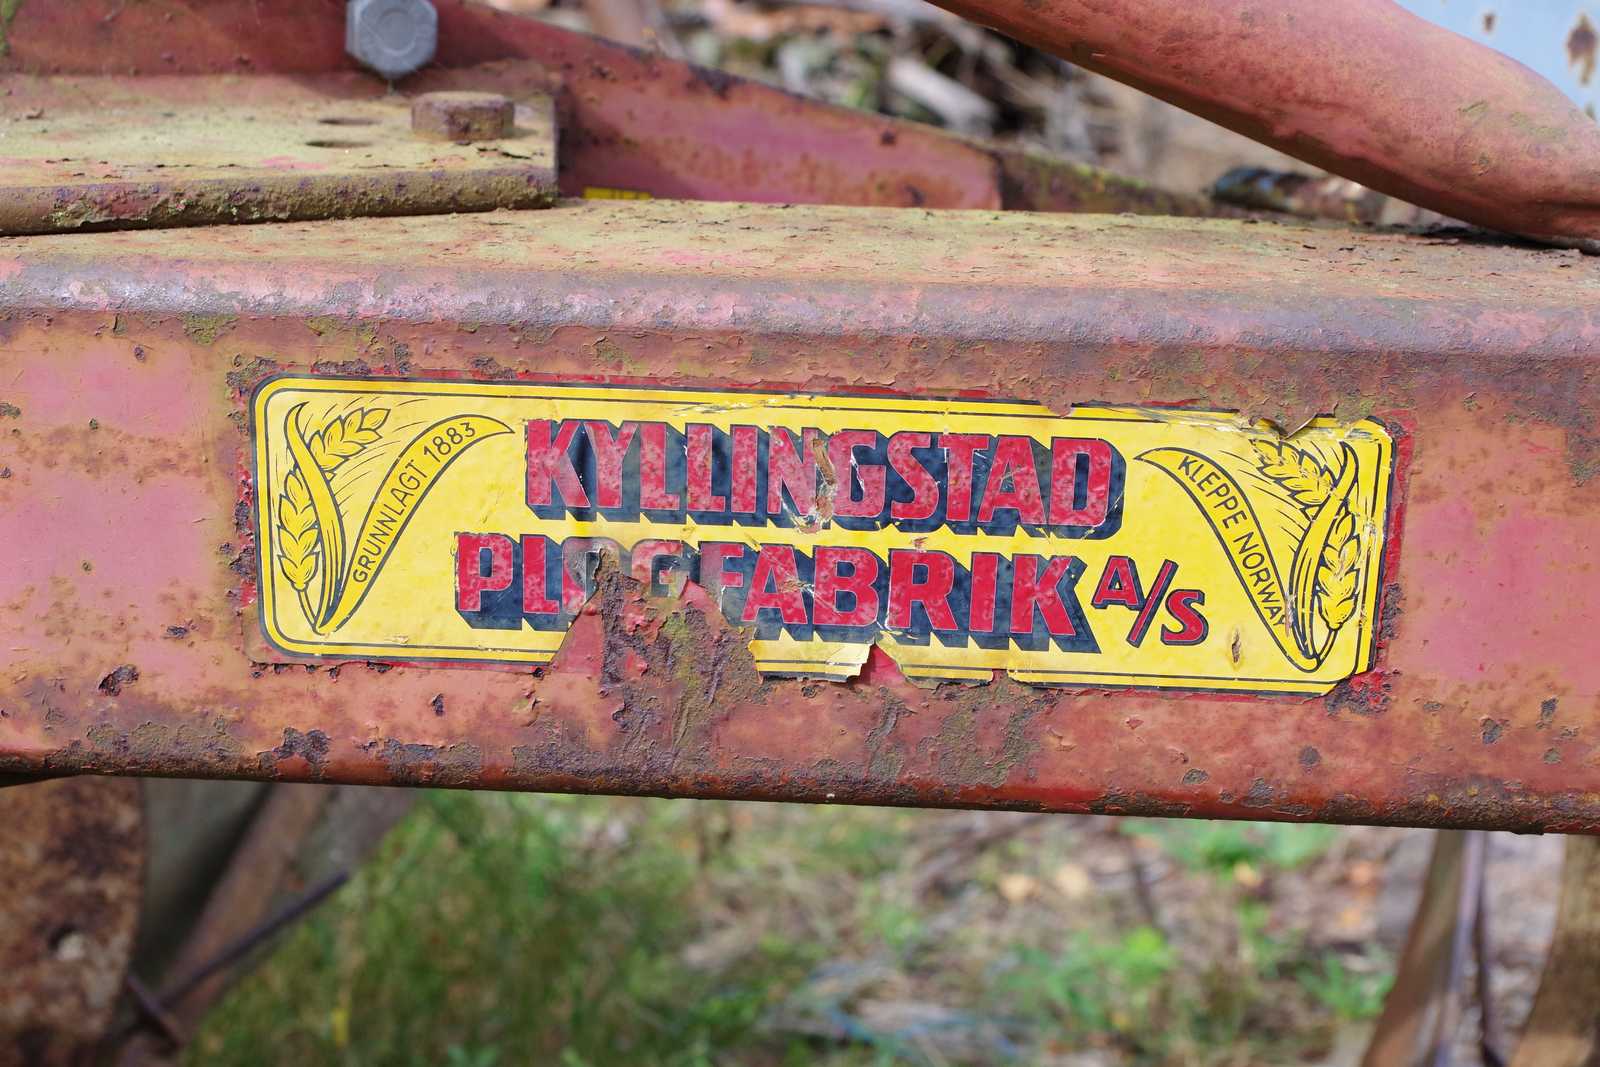 GRUNNLAGT 1883
KYLLINGSTAD
PLOGFABRIK A/S
KLEPPE NORWAY